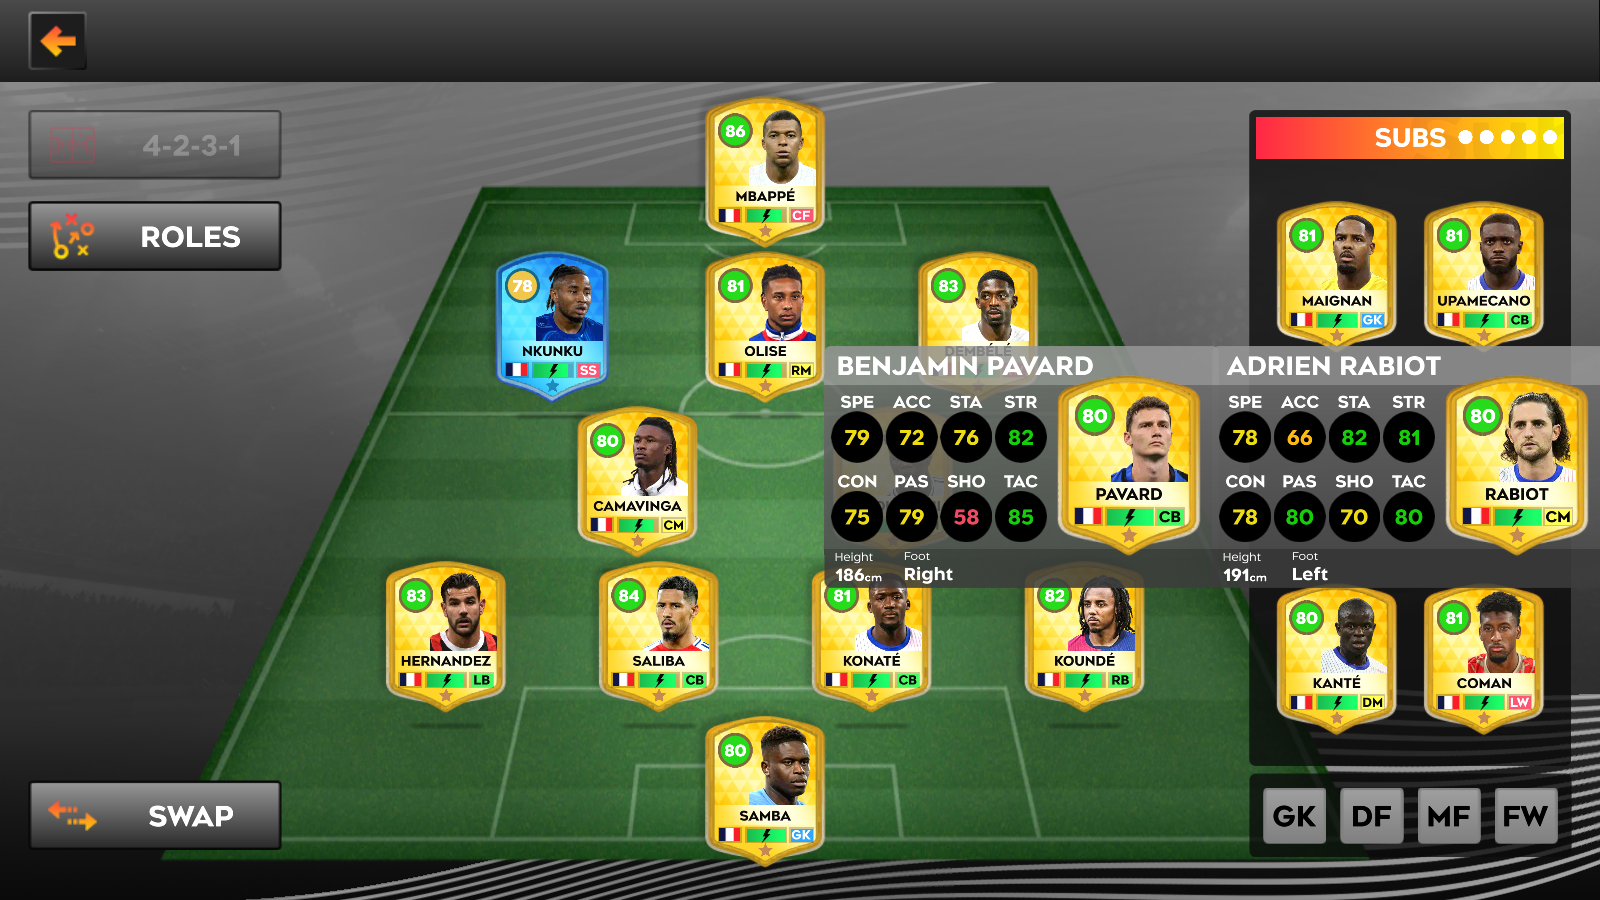 4-2-3-1
ROLES
SWAP
86
MBAPPÉ
CF
78
NKUNKU
SS
81
OLISE
RM
83
DEMBÉLÉ
80
CAMAVINGA
CM
83
HERNANDEZ
LB
84
SALIBA
CB
81
KONATÉ
CB
82
KOUNDÉ
RB
80
SAMBA
GK
BENJAMIN PAVARD
SPE ACC STA STR
79 72 76 82
CON PAS SHO TAC
75 79 58 85
Height Foot
186cm Right
80
PAVARD
CB
ADRIEN RABIOT
SPE ACC STA STR
78 66 82 81
CON PAS SHO TAC
78 80 70 80
Height Foot
191cm Left
80
RABIOT
CM
SUBS
81
MAIGNAN
GK
81
UPAMECANO
CB
80
KANTÉ
DM
81
COMAN
LW
GK DF MF FW